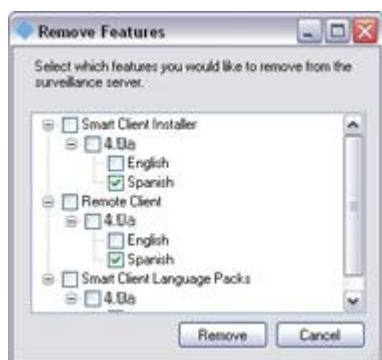 Remove Features
Select which features you would like to remove from the
surveillance server.
Smart Client Installer
4.0a
English
Spanish
Remote Client
4.0a
English
Spanish
Smart Client Language Packs
4.0a
Remove
Cancel